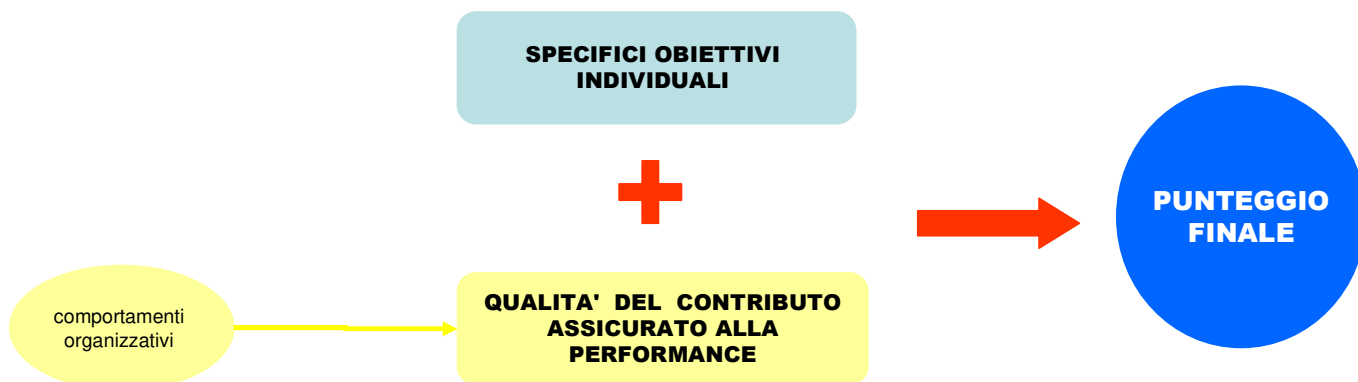 SPECIFICI OBIETTIVI
INDIVIDUALI
PUNTEGGIO
FINALE
comportamenti
organizzativi
QUALITA' DEL CONTRIBUTO
ASSICURATO ALLA
PERFORMANCE